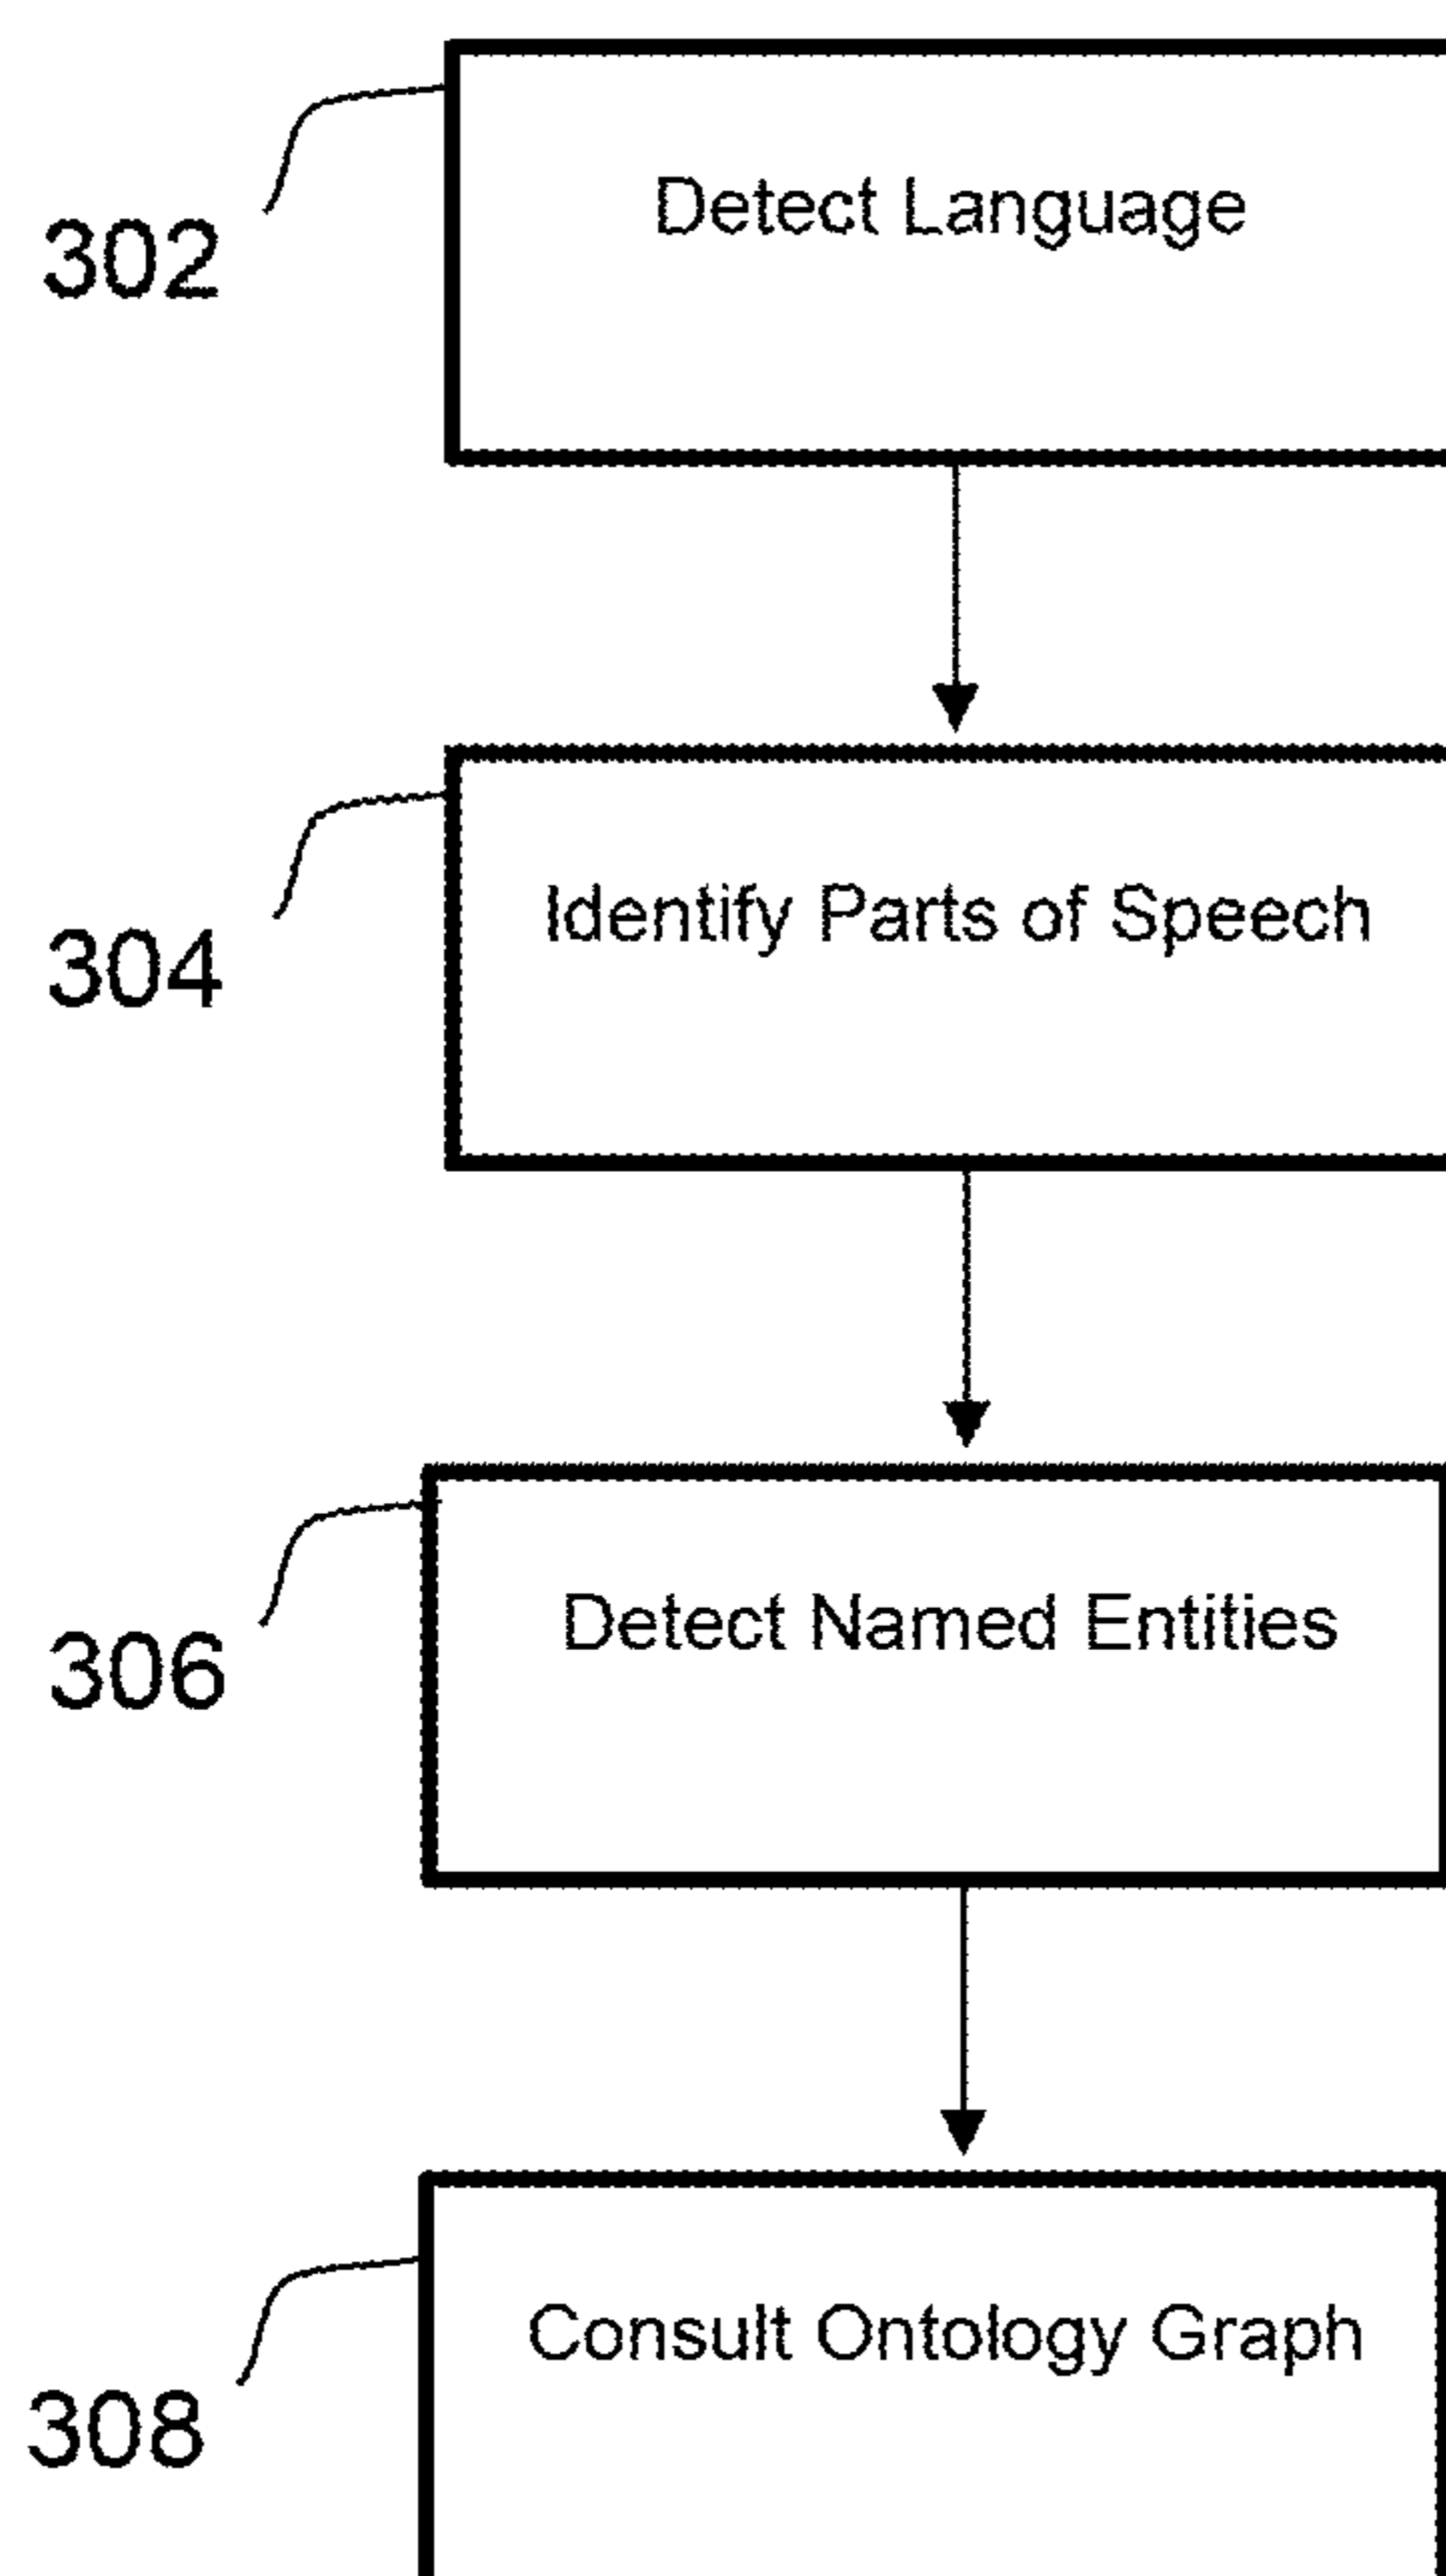 302
Detect Language
304
Identify Parts of Speech
306
Detect Named Entities
308
Consult Ontology Graph